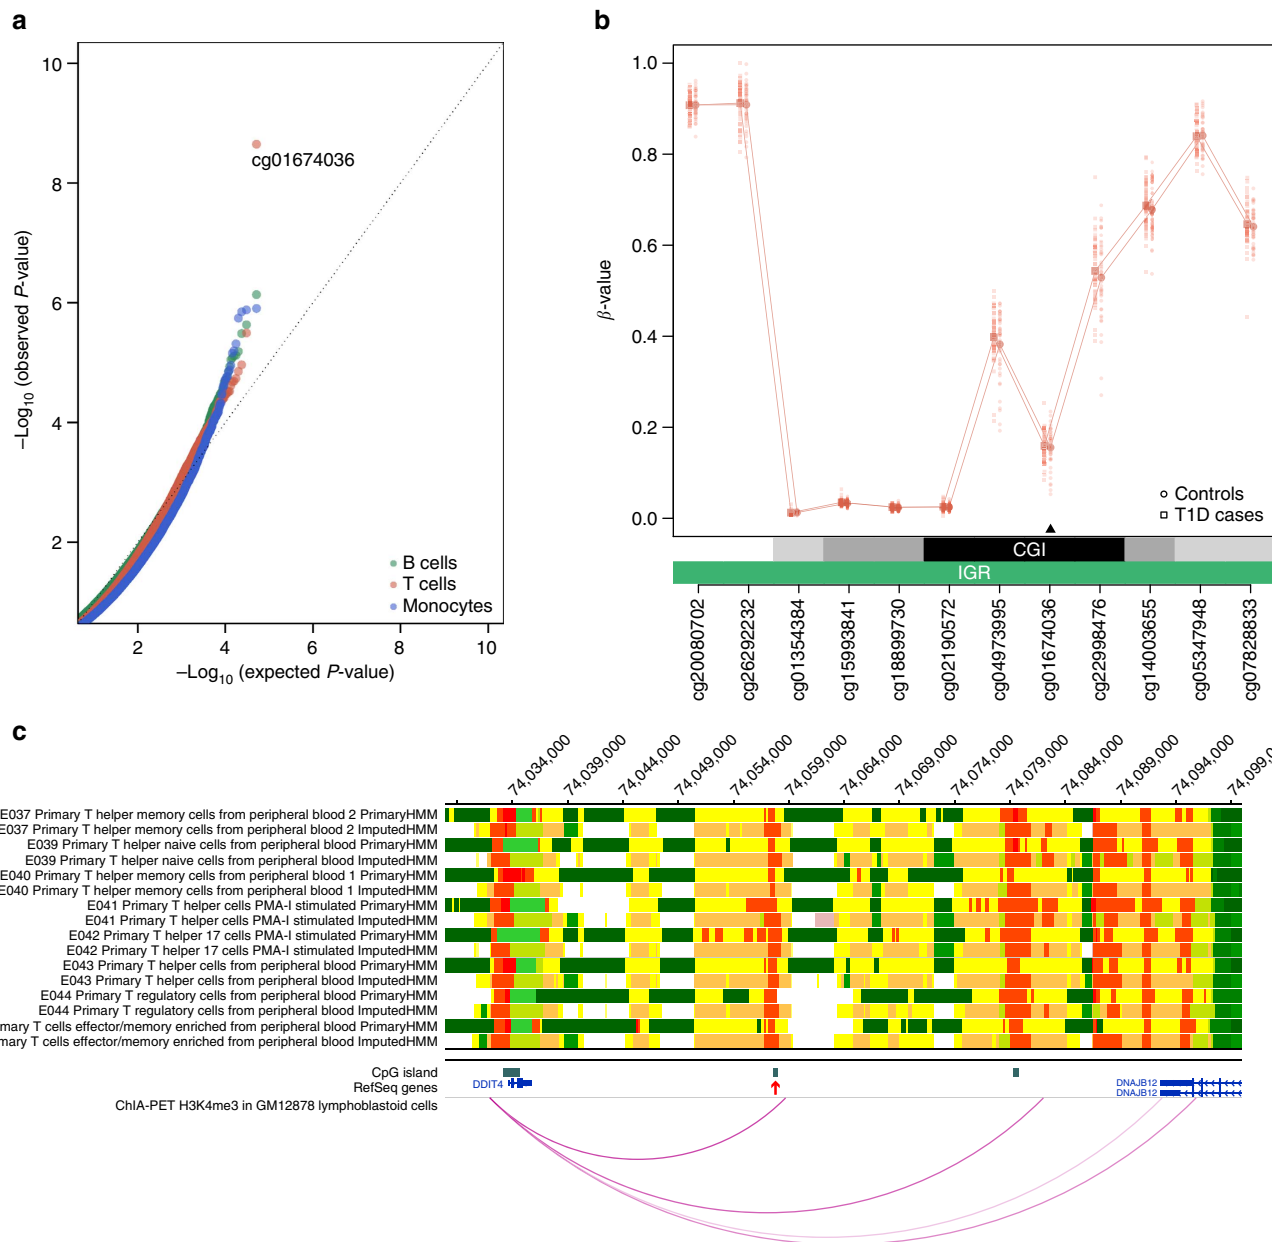 a
10
8
6
4
2
–Log10 (observed P-value)
cg01674036
B cells
T cells
Monocytes
2 4 6 8 10
–Log10 (expected P-value)
b
1.0
0.8
0.6
0.4
0.2
0.0
β-value
Controls
T1D cases
CGI
IGR
cg20080702
cg26292232
cg01354384
cg15993841
cg18899730
cg02190572
cg04973995
cg01674036
cg22998476
cg14003655
cg05347948
cg07828833
c
74,034,000
74,039,000
74,044,000
74,049,000
74,054,000
74,059,000
74,064,000
74,069,000
74,074,000
74,079,000
74,084,000
74,089,000
74,094,000
74,099,0
E037 Primary T helper memory cells from peripheral blood 2 PrimaryHMM
E037 Primary T helper memory cells from peripheral blood 2 ImputedHMM
E039 Primary T helper naive cells from peripheral blood PrimaryHMM
E039 Primary T helper naive cells from peripheral blood ImputedHMM
E040 Primary T helper memory cells from peripheral blood 1 PrimaryHMM
E040 Primary T helper memory cells from peripheral blood 1 ImputedHMM
E041 Primary T helper cells PMA-I stimulated PrimaryHMM
E041 Primary T helper cells PMA-I stimulated ImputedHMM
E042 Primary T helper 17 cells PMA-I stimulated PrimaryHMM
E042 Primary T helper 17 cells PMA-I stimulated ImputedHMM
E043 Primary T helper cells from peripheral blood PrimaryHMM
E043 Primary T helper cells from peripheral blood ImputedHMM
E044 Primary T regulatory cells from peripheral blood PrimaryHMM
E044 Primary T regulatory cells from peripheral blood ImputedHMM
mary T cells effector/memory enriched from peripheral blood PrimaryHMM
mary T cells effector/memory enriched from peripheral blood ImputedHMM
CpG island
RefSeq genes
DDIT4
DNAJB12
DNAJB12
ChIA-PET H3K4me3 in GM12878 lymphoblastoid cells